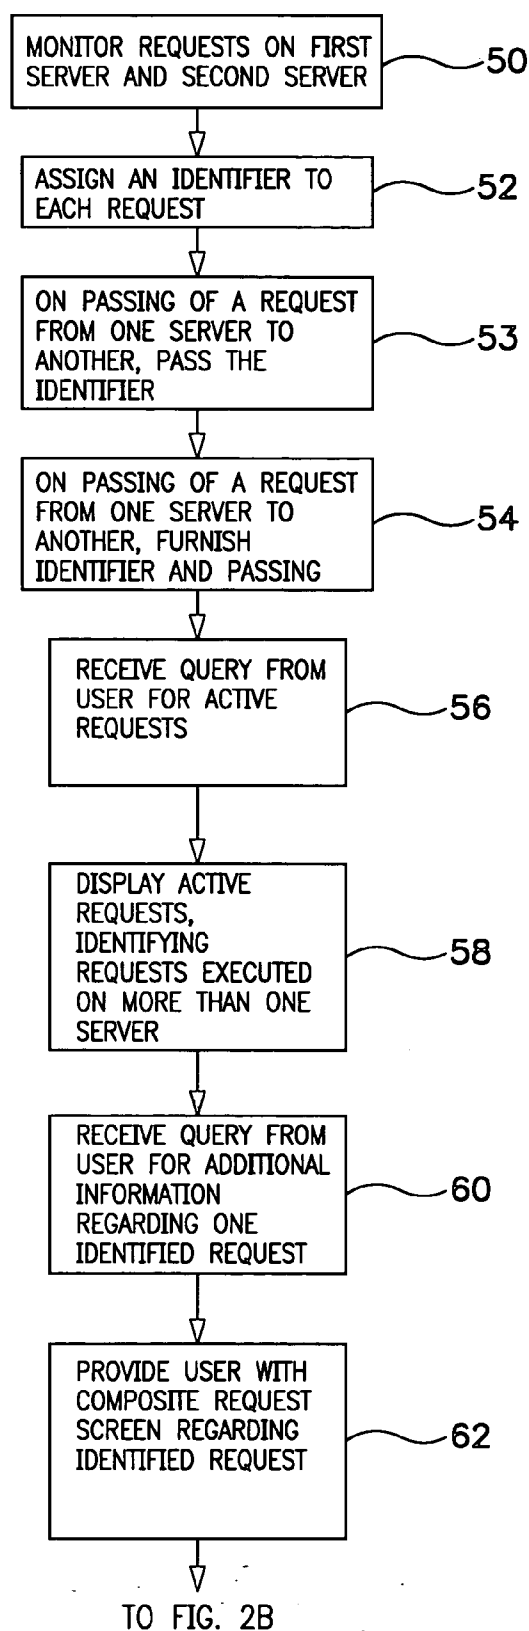 MONITOR REQUESTS ON FIRST
SERVER AND SECOND SERVER
50
ASSIGN AN IDENTIFIER TO
EACH REQUEST
52
ON PASSING OF A REQUEST
FROM ONE SERVER TO
ANOTHER, PASS THE
IDENTIFIER
53
ON PASSING OF A REQUEST
FROM ONE SERVER TO
ANOTHER, FURNISH
IDENTIFIER AND PASSING
54
RECEIVE QUERY FROM
USER FOR ACTIVE
REQUESTS
56
DISPLAY ACTIVE
REQUESTS,
IDENTIFYING
REQUESTS EXECUTED
ON MORE THAN ONE
SERVER
58
RECEIVE QUERY FROM
USER FOR ADDITIONAL
INFORMATION
REGARDING ONE
IDENTIFIED REQUEST
60
PROVIDE USER WITH
COMPOSITE REQUEST
SCREEN REGARDING
IDENTIFIED REQUEST
62
TO FIG. 2B